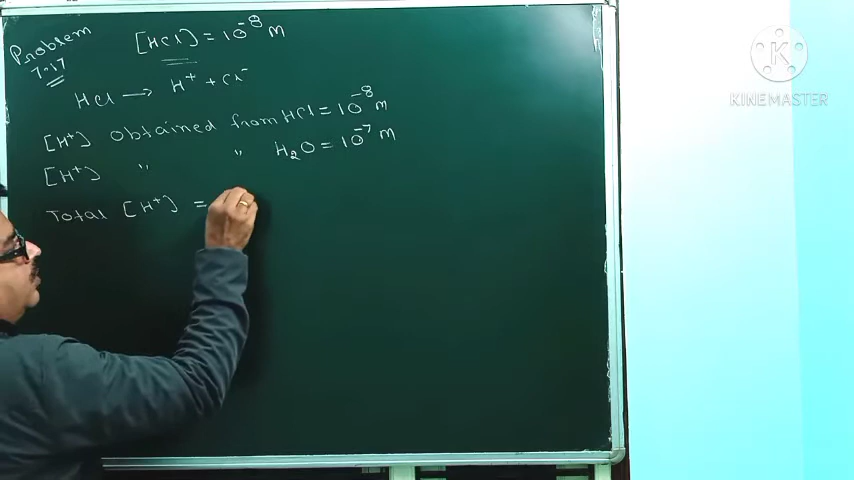 Problem
7.17
[HCl] = 10⁻⁸ M
HCl → H⁺ + Cl⁻
[H⁺] obtained from HCl = 10⁻⁸ M
[H⁺] " " H₂O = 10⁻⁷ M
Total [H⁺] =
K
KINEMASTER